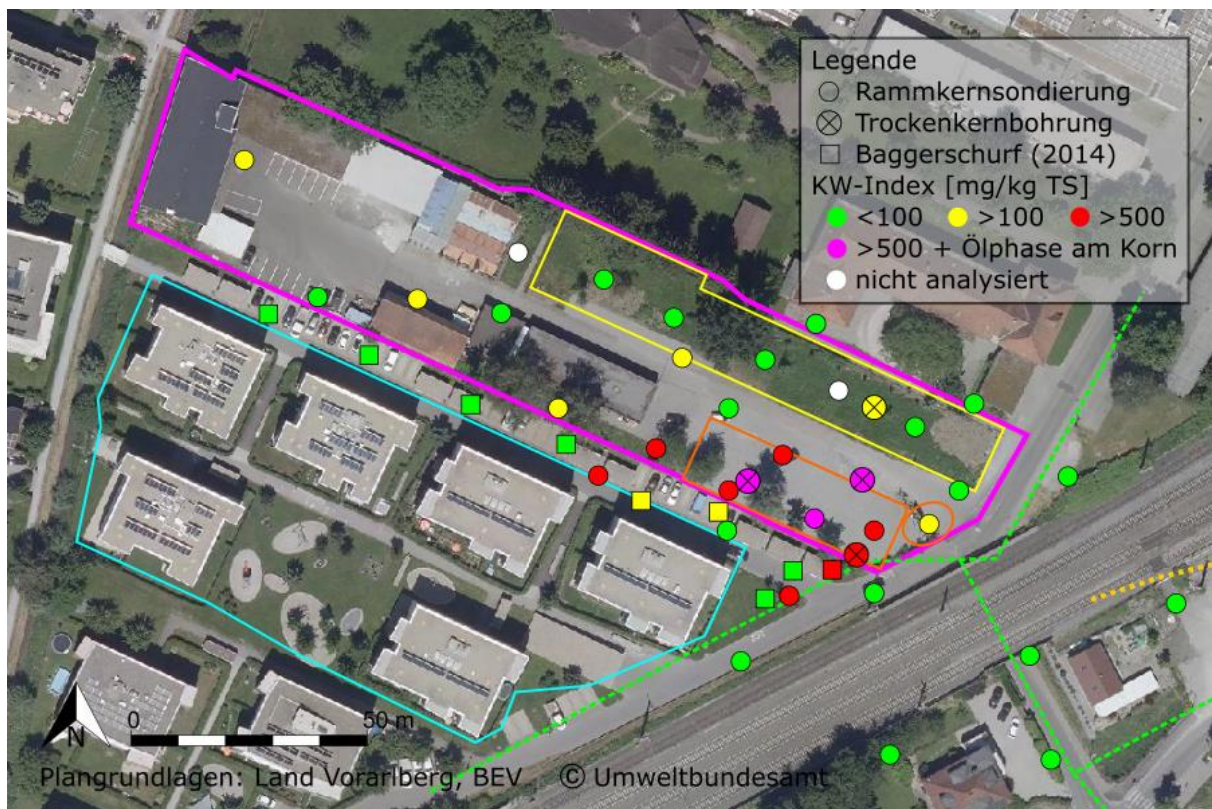 Legende
Rammkernsondierung
Trockenkernbohrung
Baggerschurf (2014)
KW-Index [mg/kg TS]
<100 >100 >500
>500 + Ölphase am Korn
nicht analysiert
0 50 m
N
Plangrundlagen: Land Vorarlberg, BEV © Umweltbundesamt